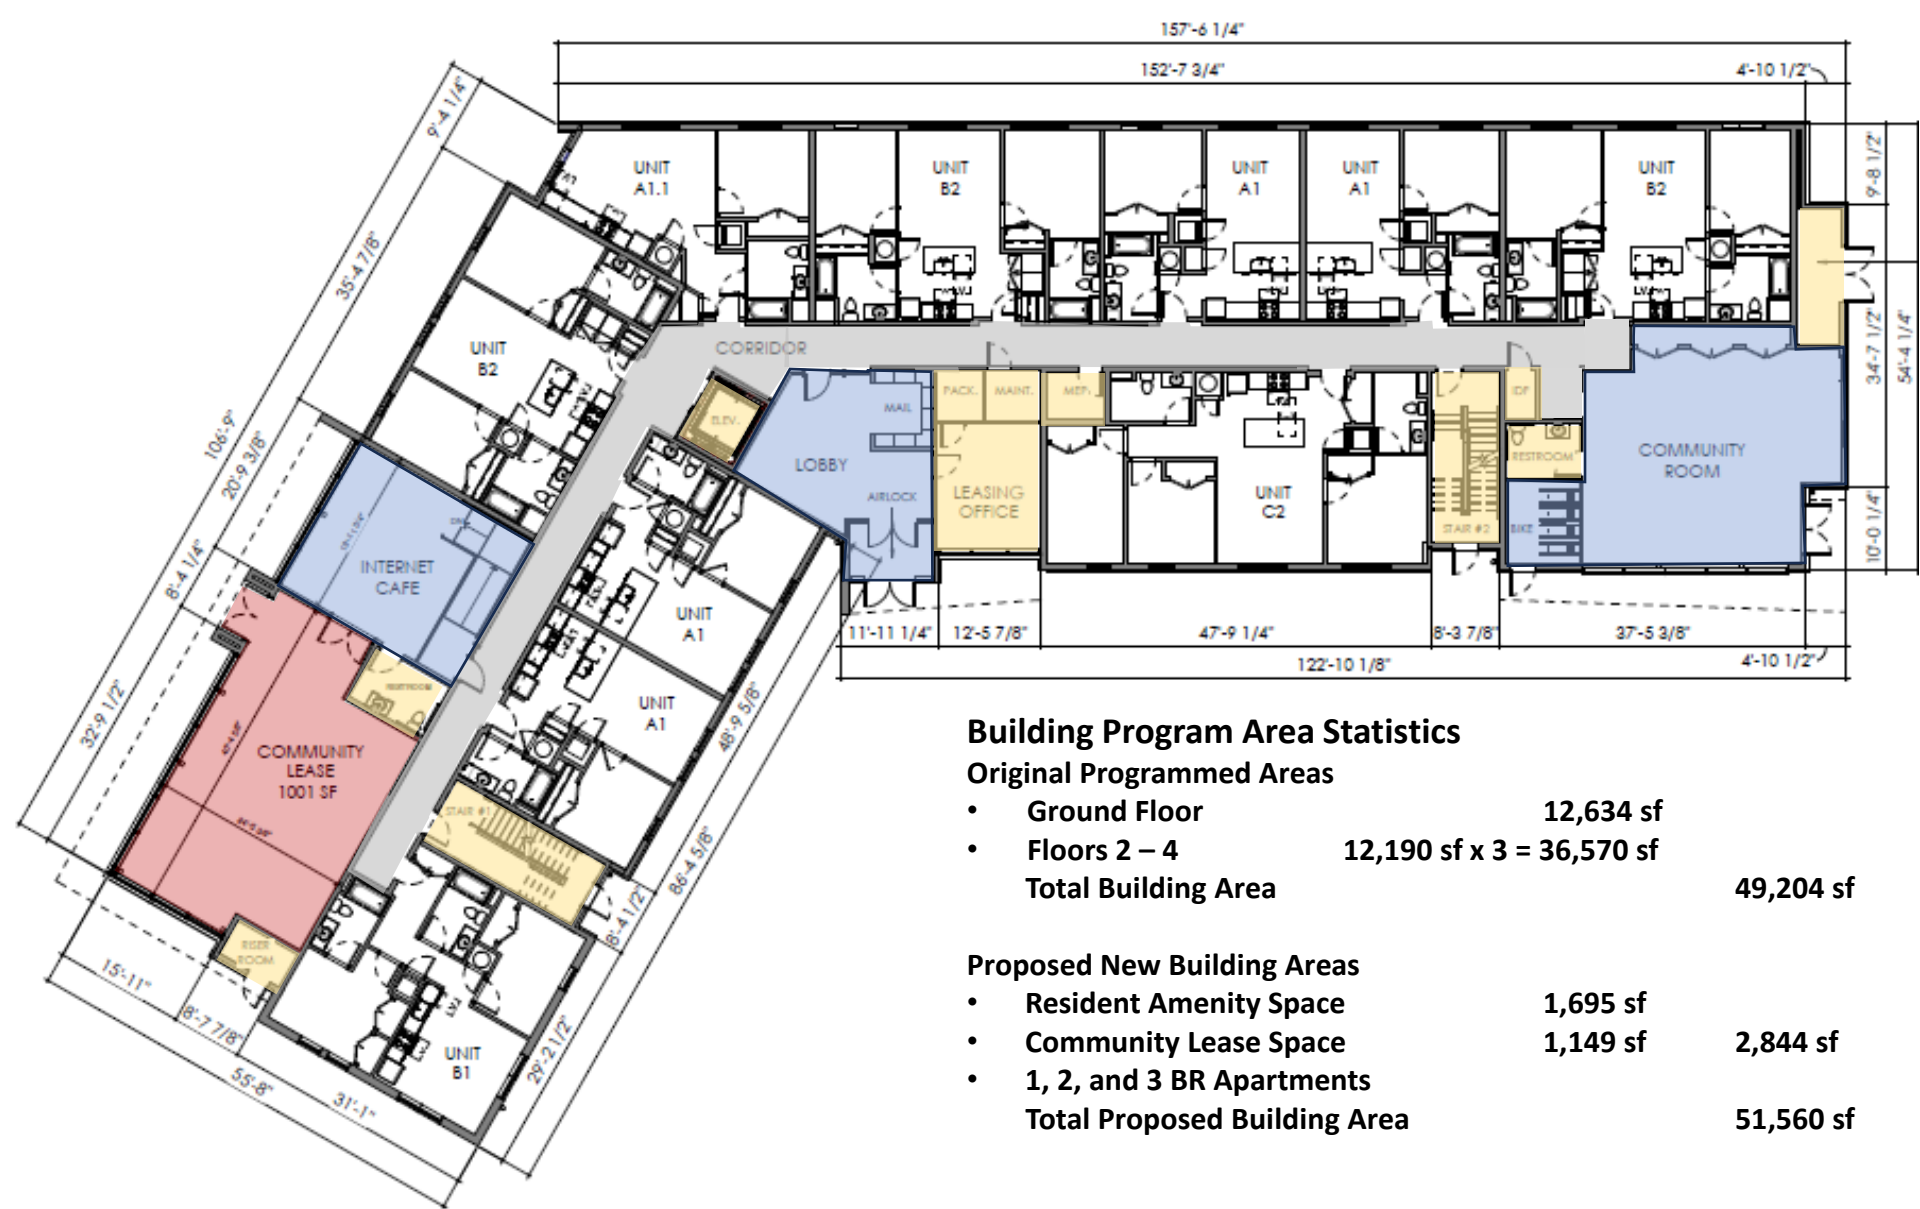 157'-6 1/4"
152'-7 3/4"
4'-10 1/2"
9'-4 1/4"
35'-4 7/8"
106'-9"
20'-9 3/8"
8'-4 1/4"
32'-9 1/2"
9'-8 1/2"
34'-7 1/2"
54'-4 1/4"
10'-0 1/4"
UNIT
A1.1
UNIT
B2
UNIT
A1
UNIT
A1
UNIT
B2
CORRIDOR
UNIT
B2
ELEV.
MAIL
LOBBY
AIRLOCK
PACK.
MAINT.
MEP.
LEASING
OFFICE
UNIT
C2
STAIR #2
IDF
RESTROOM
BIKE
COMMUNITY
ROOM
INTERNET
CAFE
RESTROOM
UNIT
A1
UNIT
A1
11'-11 1/4"
12'-5 7/8"
47'-9 1/4"
8'-3 7/8"
37'-5 3/8"
122'-10 1/8"
4'-10 1/2"
COMMUNITY
LEASE
1001 SF
STAIR #1
48'-9 5/8"
86'-4 5/8"
8'-4 1/2"
RISER
ROOM
UNIT
B1
29'-2 1/2"
15'-11"
8'-7 7/8"
31'-1"
55'-8"
Building Program Area Statistics
Original Programmed Areas
• Ground Floor 12,634 sf
• Floors 2 – 4 12,190 sf x 3 = 36,570 sf
Total Building Area 49,204 sf
Proposed New Building Areas
• Resident Amenity Space 1,695 sf
• Community Lease Space 1,149 sf 2,844 sf
• 1, 2, and 3 BR Apartments
Total Proposed Building Area 51,560 sf